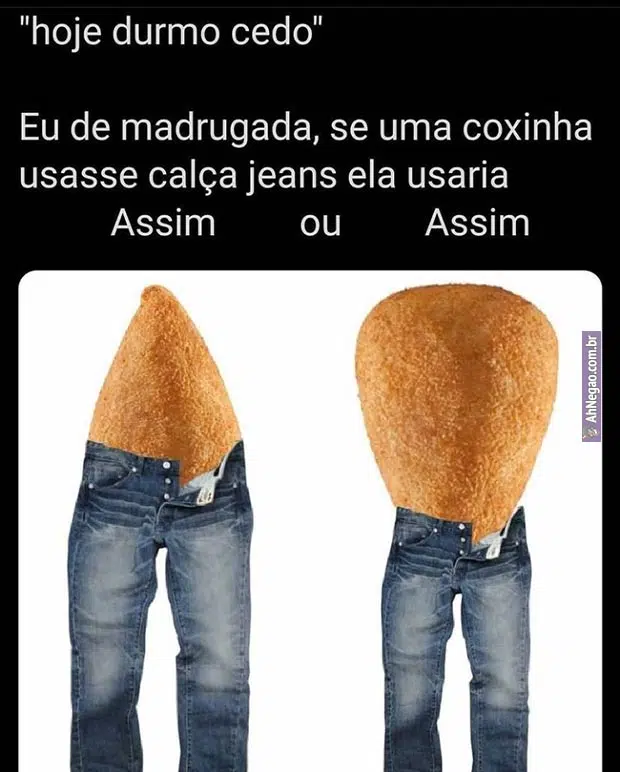 "hoje durmo cedo"
Eu de madrugada, se uma coxinha
usasse calça jeans ela usaria
Assim ou Assim
AhNegao.com.br